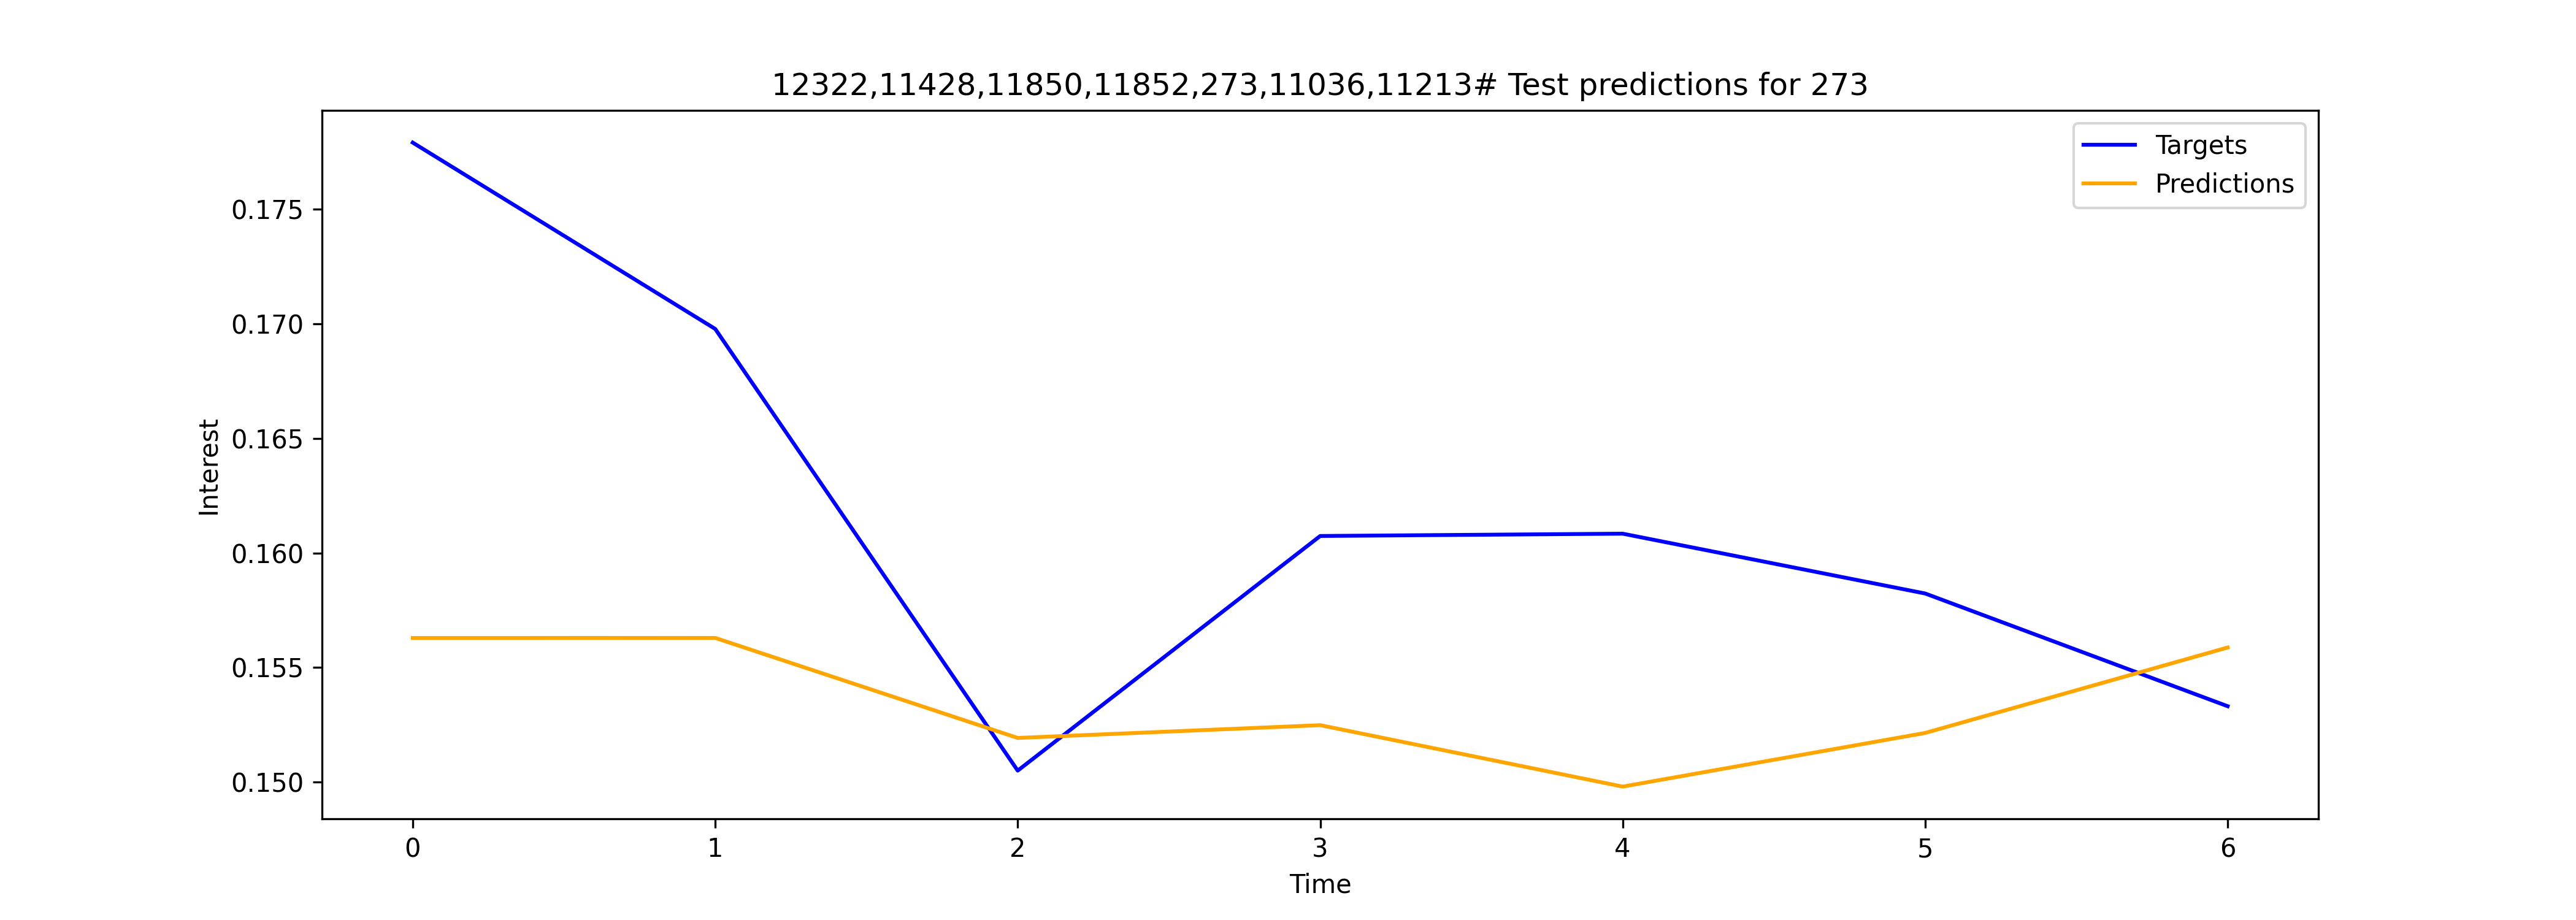 12322,11428,11850,11852,273,11036,11213# Test predictions for 273
Targets
Predictions
0.175
0.170
0.165
0.160
0.155
0.150
Interest
0 1 2 3 4 5 6
Time